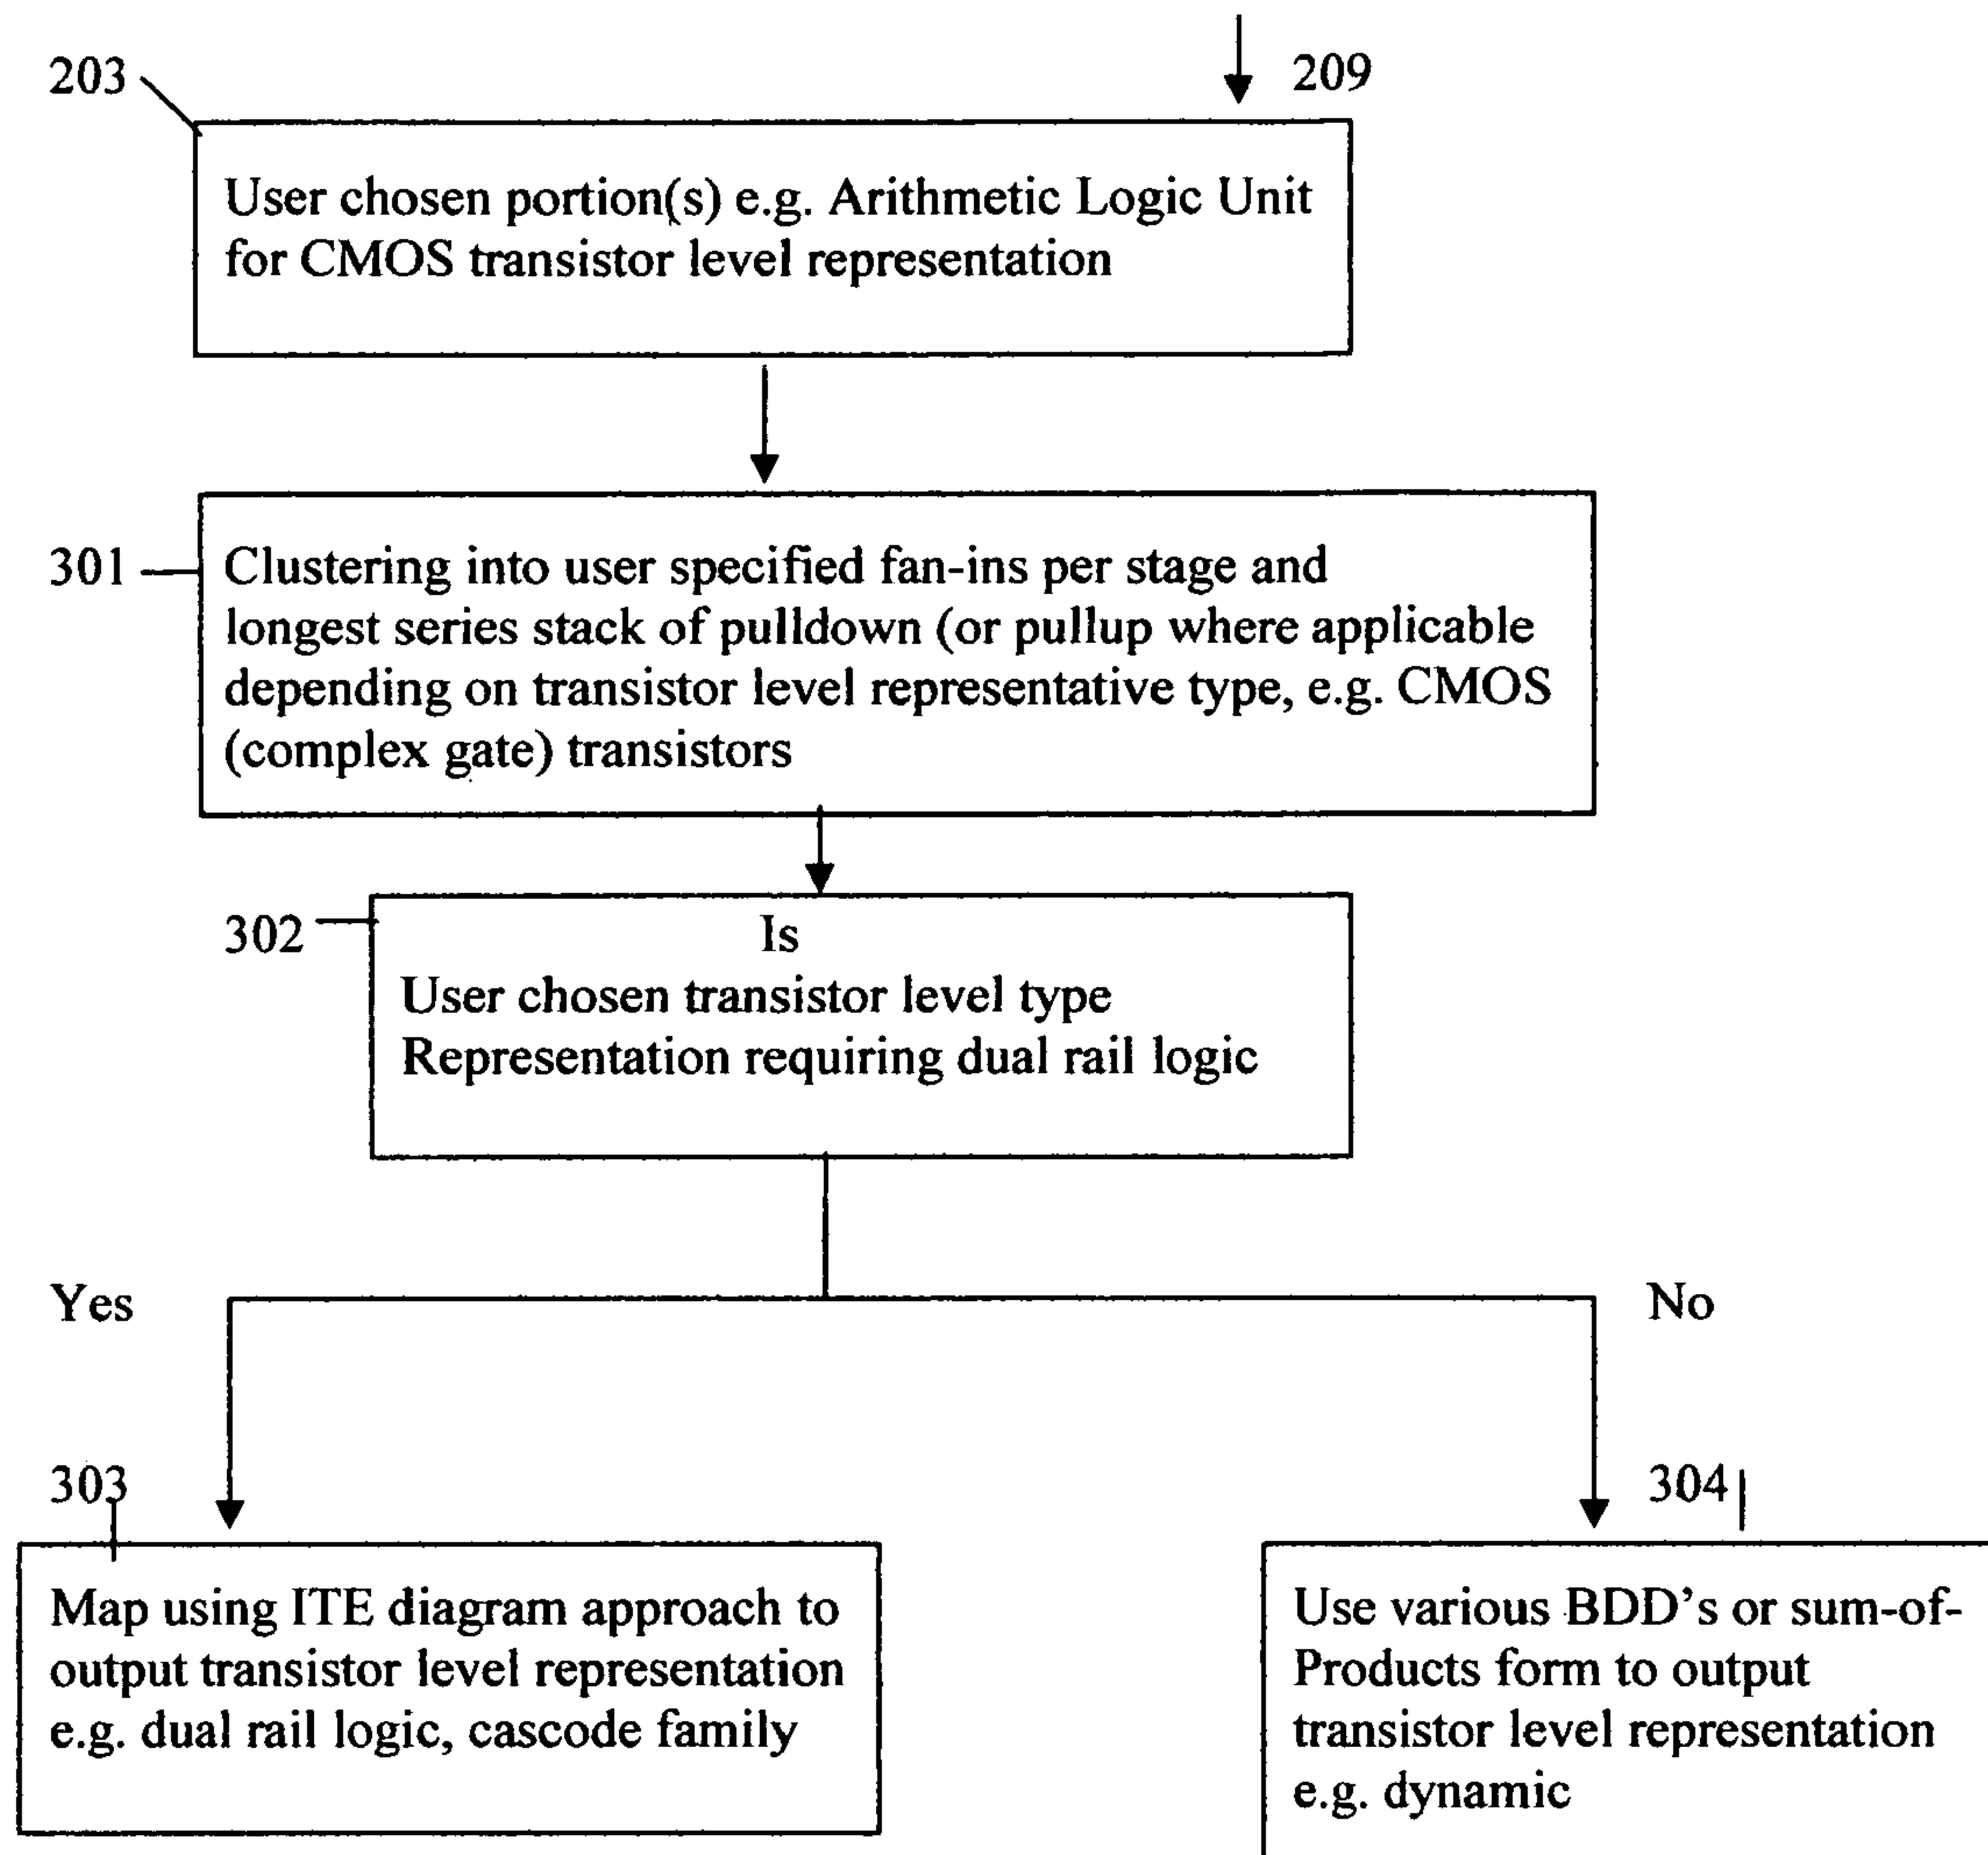 209
203
User chosen portion(s) e.g. Arithmetic Logic Unit
for CMOS transistor level representation
301
Clustering into user specified fan-ins per stage and
longest series stack of pulldown (or pullup where applicable
depending on transistor level representative type, e.g. CMOS
(complex gate) transistors
302
Is
User chosen transistor level type
Representation requiring dual rail logic
Yes
No
303
304
Map using ITE diagram approach to
output transistor level representation
e.g. dual rail logic, cascode family
Use various BDD's or sum-of-
Products form to output
transistor level representation
e.g. dynamic